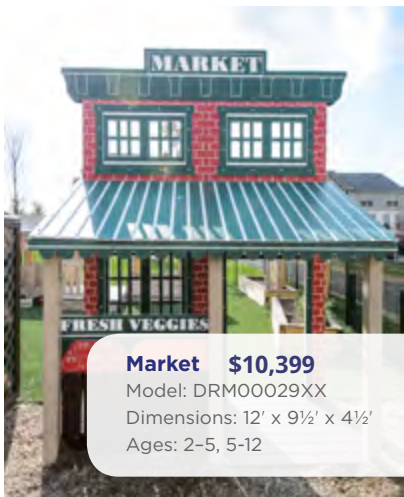 MARKET
FRESH VEGGIES
Market $10,399
Model: DRM00029XX
Dimensions: 12' x 9½' x 4½'
Ages: 2–5, 5-12